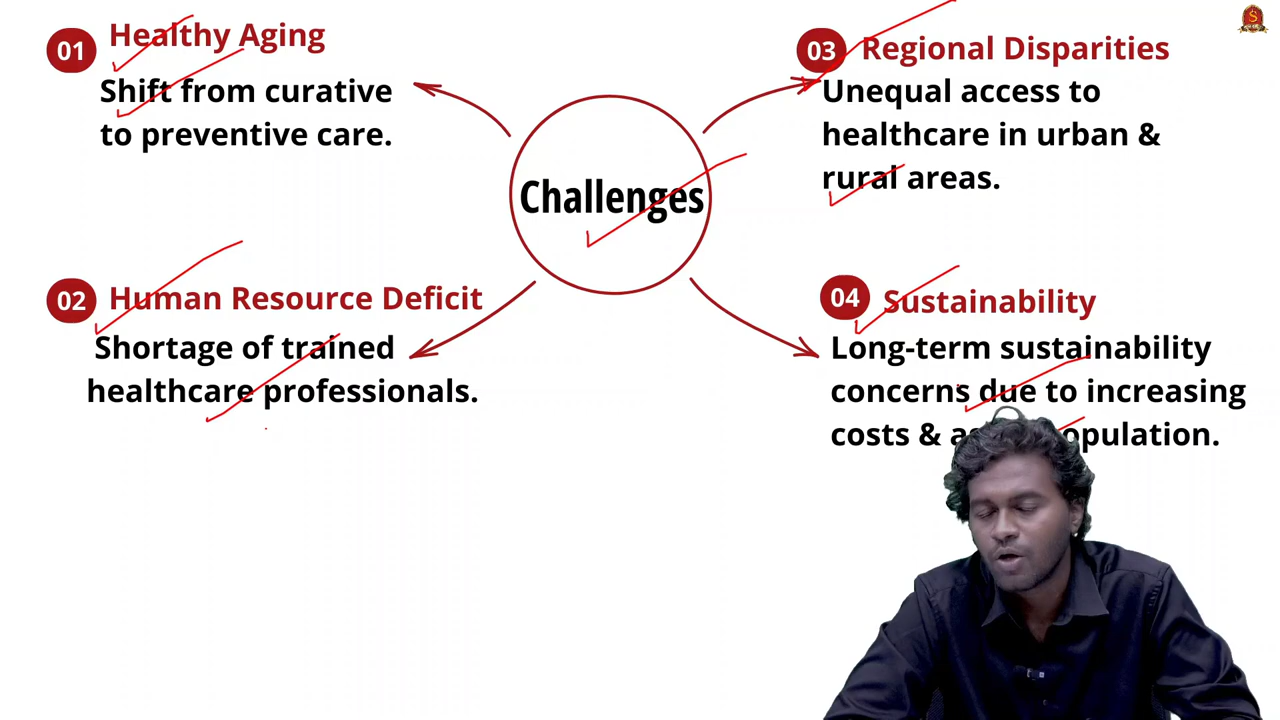 01 Healthy Aging
Shift from curative
to preventive care.
02 Human Resource Deficit
Shortage of trained
healthcare professionals.
Challenges
03 Regional Disparities
Unequal access to
healthcare in urban &
rural areas.
04 Sustainability
Long-term sustainability
concerns due to increasing
costs & population.